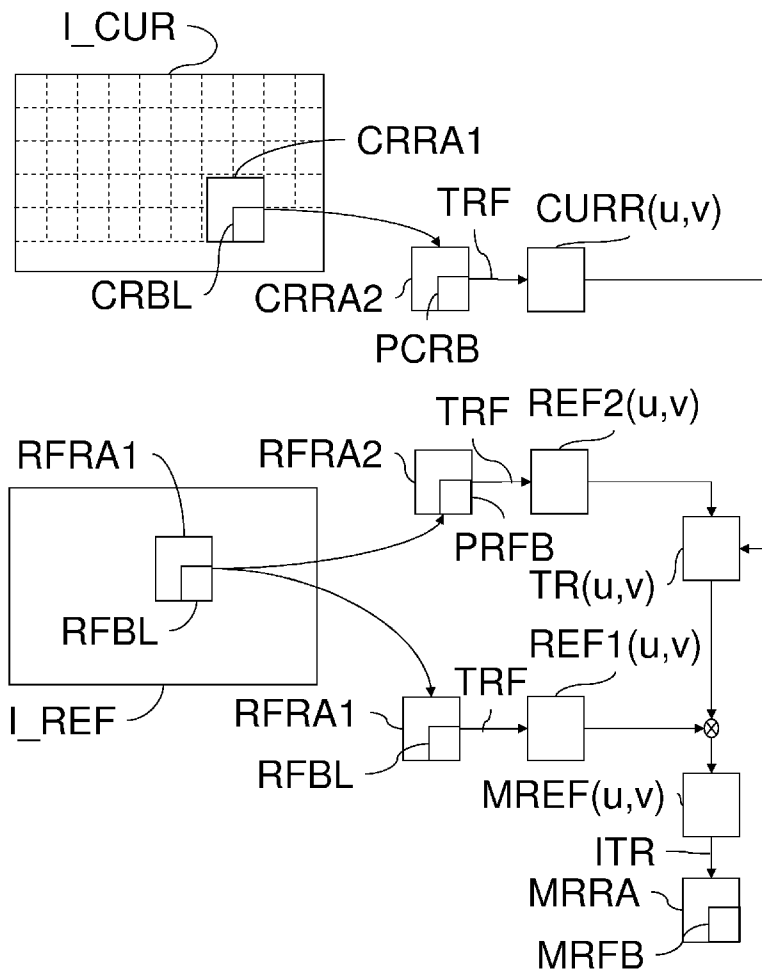 I_CUR
CRRA1
TRF
CURR(u,v)
CRBL
CRRA2
PCRB
TRF
REF2(u,v)
RFRA1
RFRA2
PRFB
TR(u,v)
RFBL
REF1(u,v)
TRF
I_REF
RFRA1
RFBL
MREF(u,v)
ITR
MRRA
MRFB